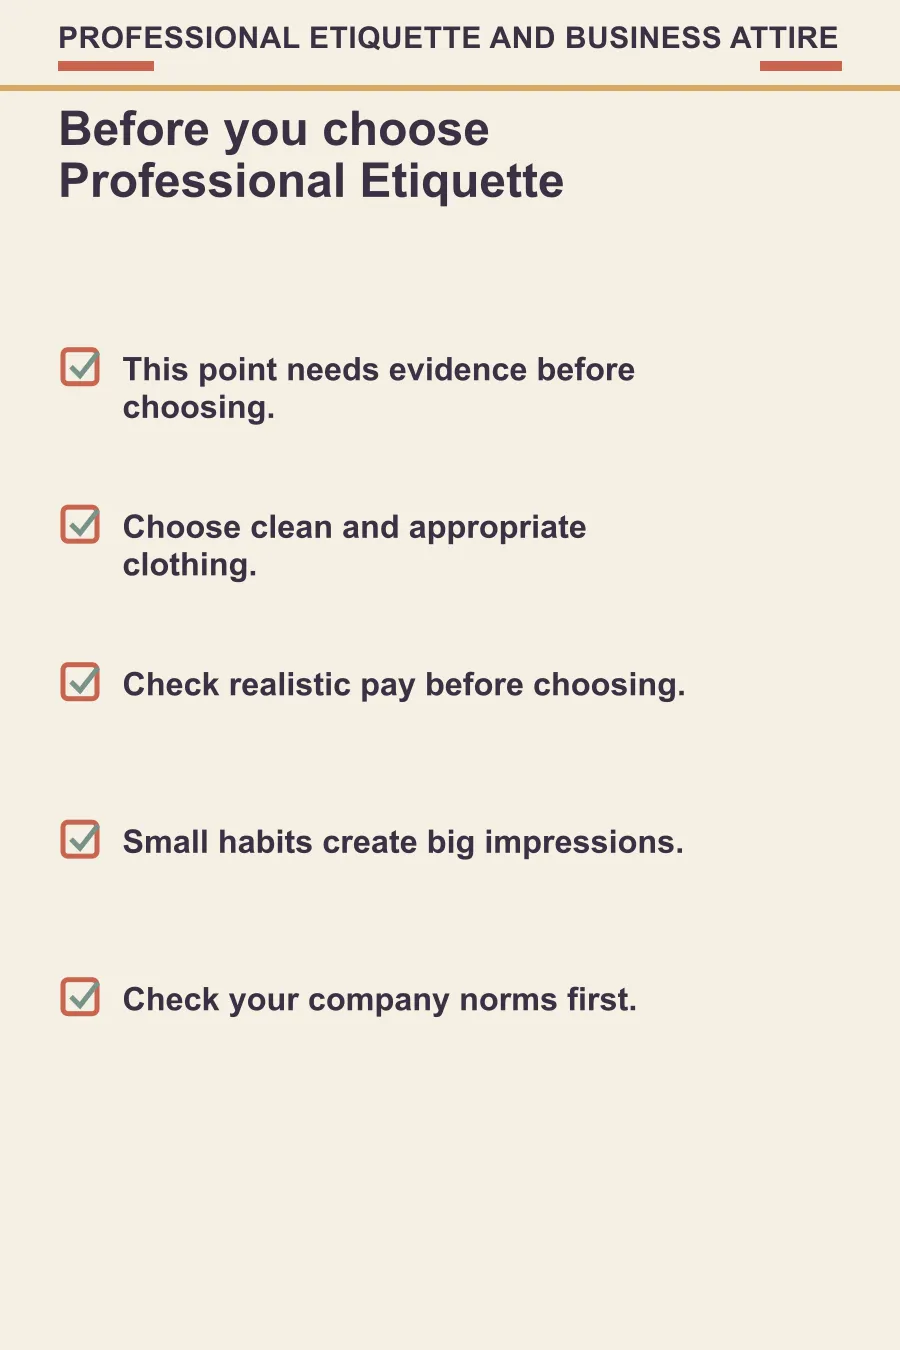 PROFESSIONAL ETIQUETTE AND BUSINESS ATTIRE
Before you choose
Professional Etiquette
This point needs evidence before
choosing.
Choose clean and appropriate
clothing.
Check realistic pay before choosing.
Small habits create big impressions.
Check your company norms first.